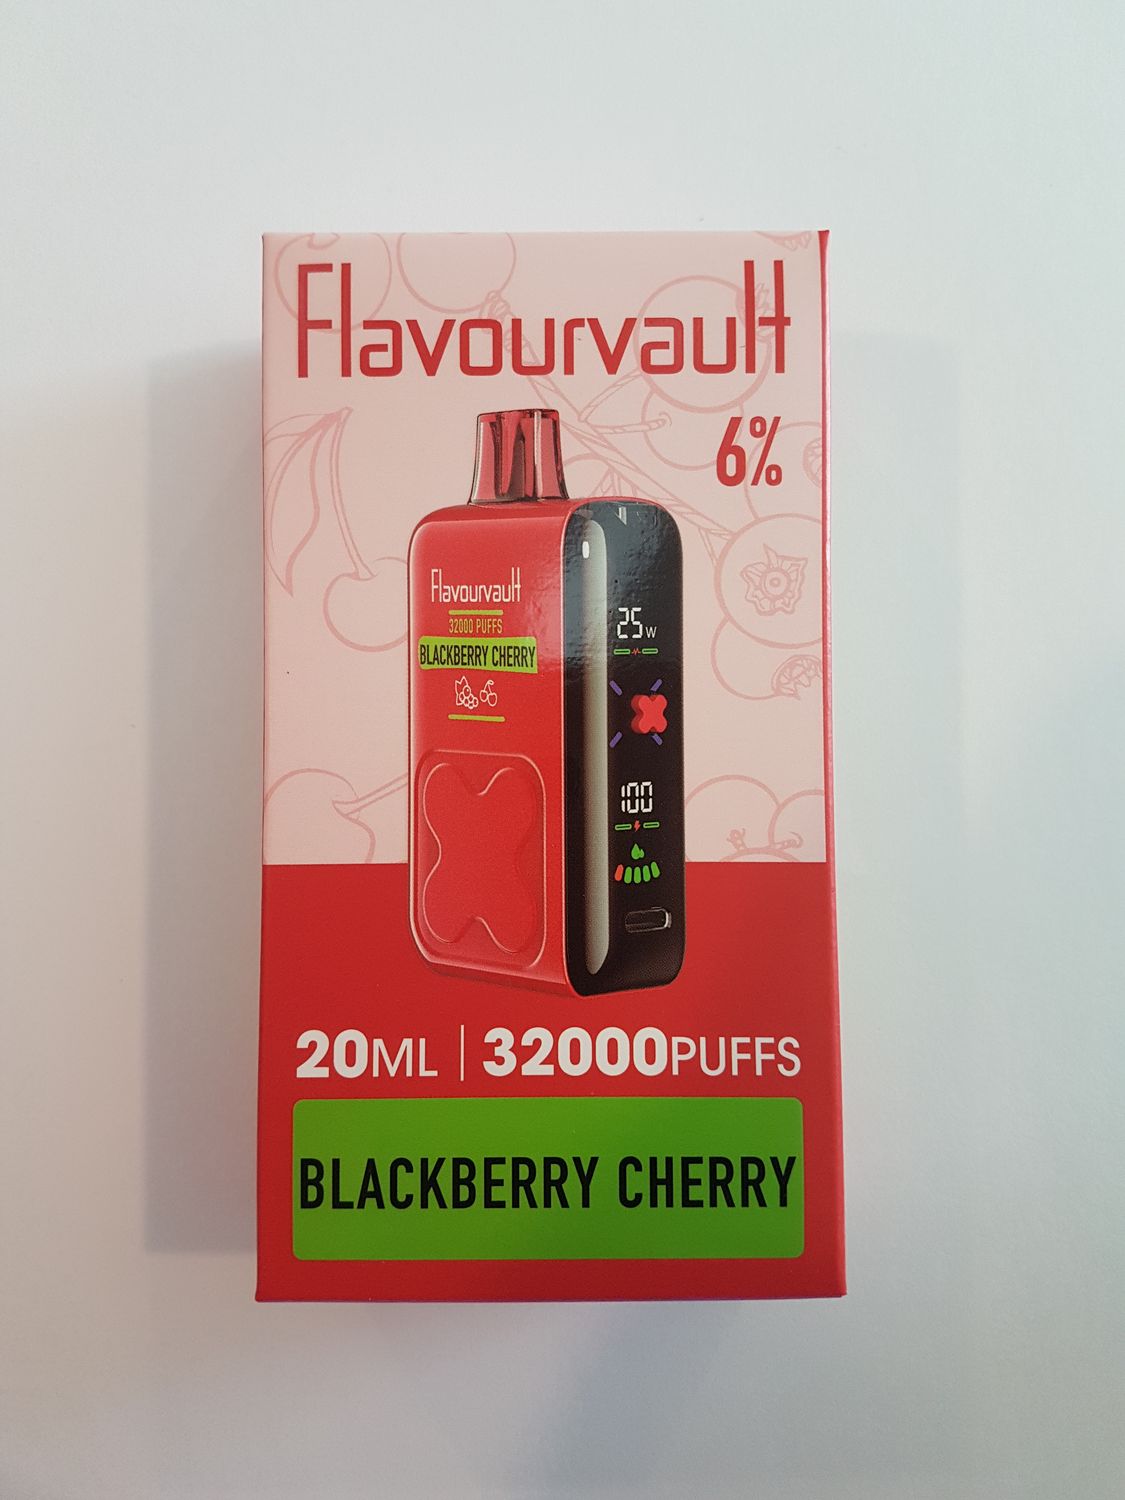 Flavourvault
6%
Flavourvault
32000 PUFFS
BLACKBERRY CHERRY
25W
100
20ML | 32000PUFFS
BLACKBERRY CHERRY